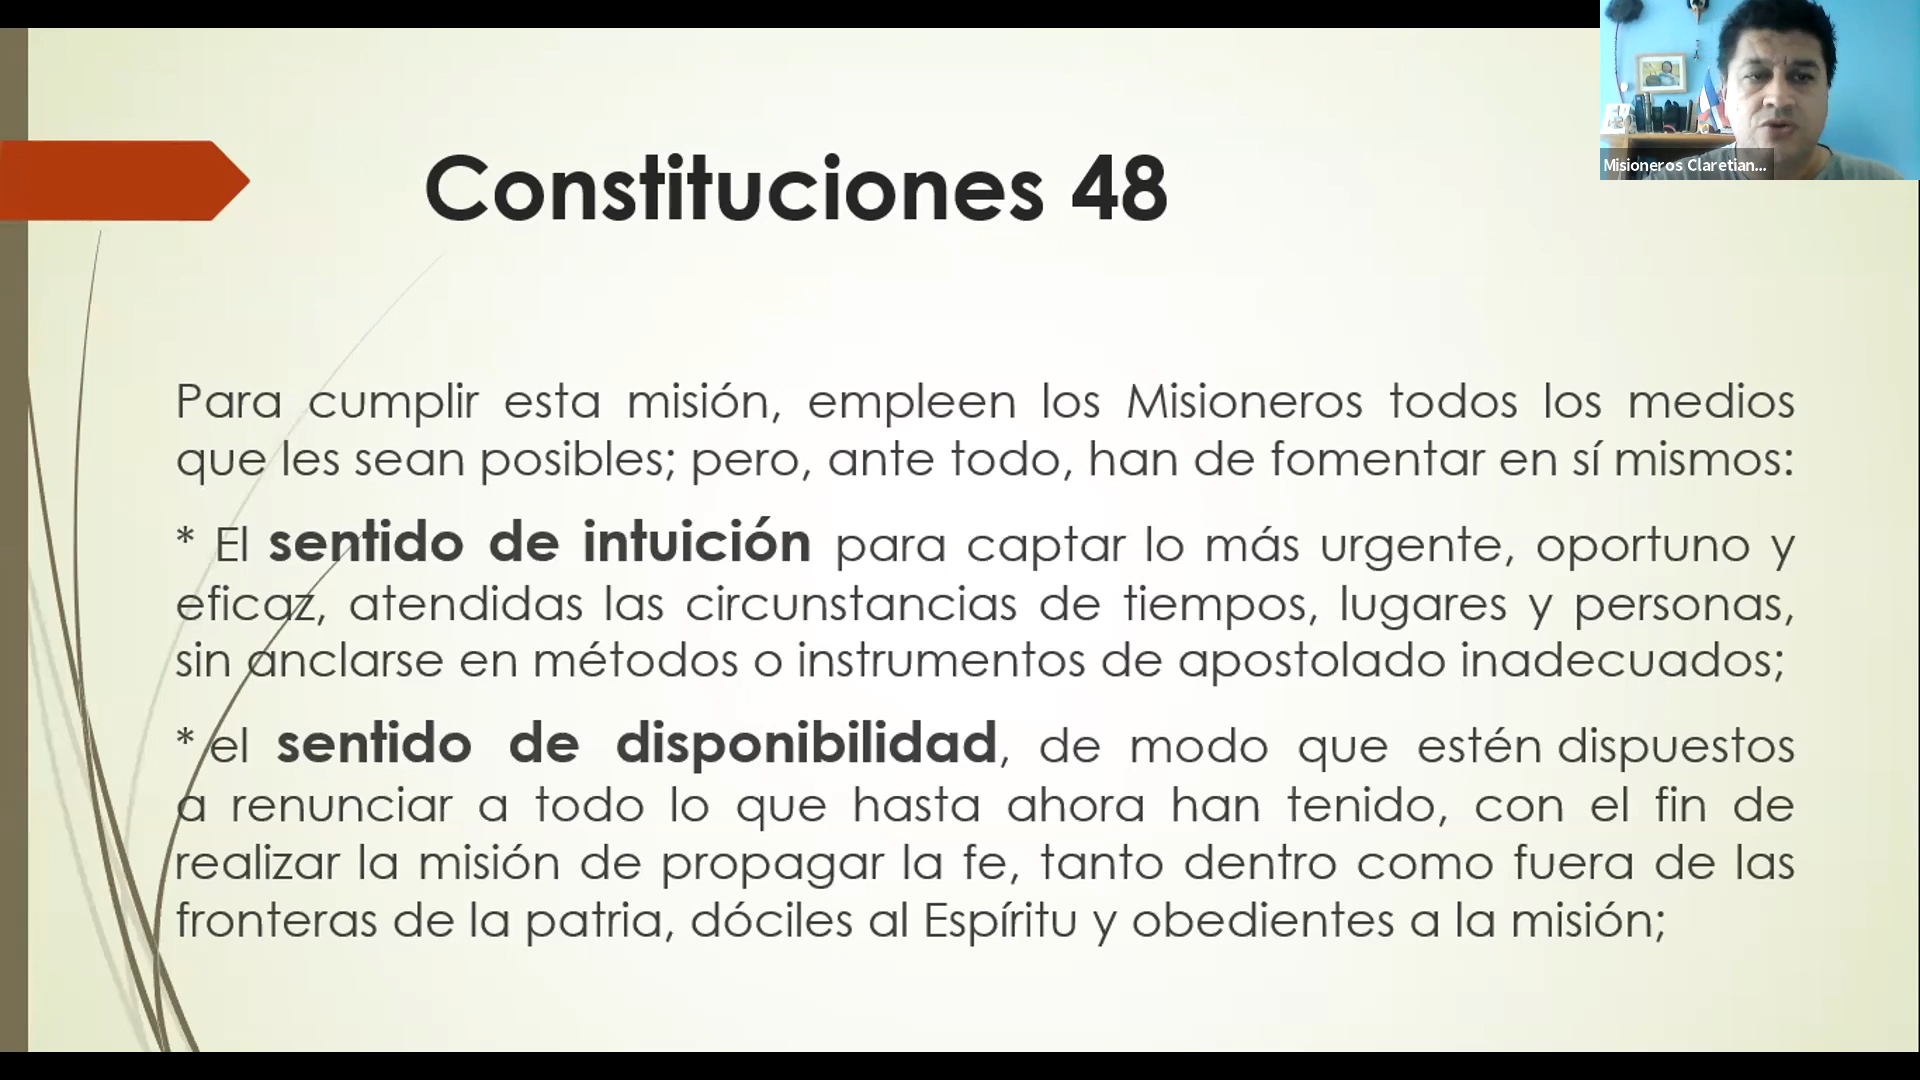 Misioneros Claretian...
Constituciones 48
Para cumplir esta misión, empleen los Misioneros todos los medios
que les sean posibles; pero, ante todo, han de fomentar en sí mismos:
* El sentido de intuición para captar lo más urgente, oportuno y
eficaz, atendidas las circunstancias de tiempos, lugares y personas,
sin anclarse en métodos o instrumentos de apostolado inadecuados;
* el sentido de disponibilidad, de modo que estén dispuestos
a renunciar a todo lo que hasta ahora han tenido, con el fin de
realizar la misión de propagar la fe, tanto dentro como fuera de las
fronteras de la patria, dóciles al Espíritu y obedientes a la misión;